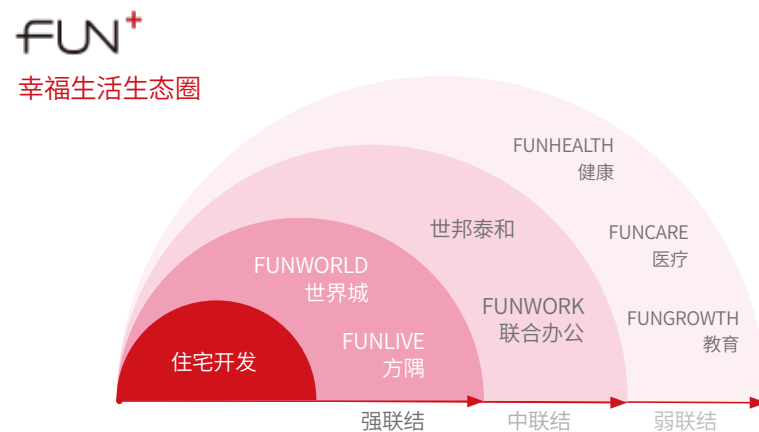 FUN+
幸福生活生态圈
FUNHEALTH
健康
世邦泰和
FUNCARE
医疗
FUNWORLD
世界城
FUNWORK
联合办公
FUNGROWTH
教育
FUNLIVE
方隅
住宅开发
强联结
中联结
弱联结